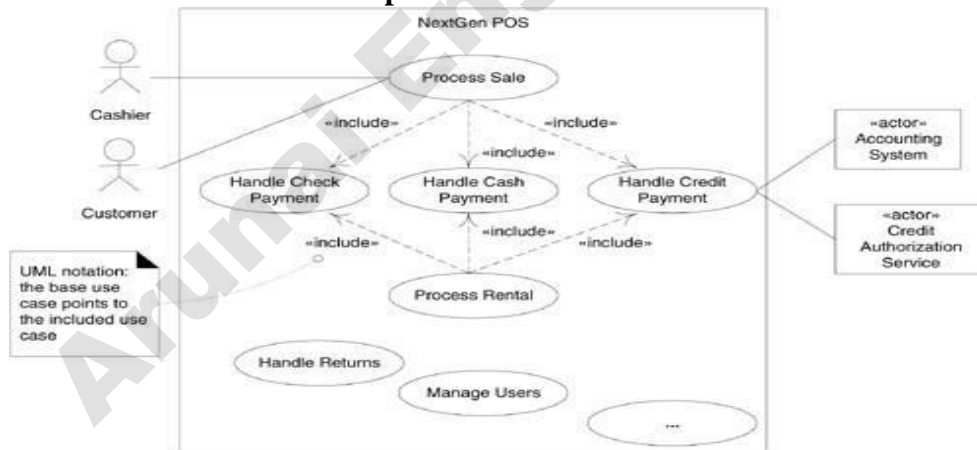 NextGen POS
Process Sale
Cashier
«include»
«include»
«include»
«actor»
Accounting
System
Handle Check
Payment
Handle Cash
Payment
Handle Credit
Payment
Customer
«actor»
Credit
Authorization
Service
«include»
«include»
«include»
UML notation:
the base use
case points to
the included use
case
Process Rental
Handle Returns
Manage Users
...
Arunai